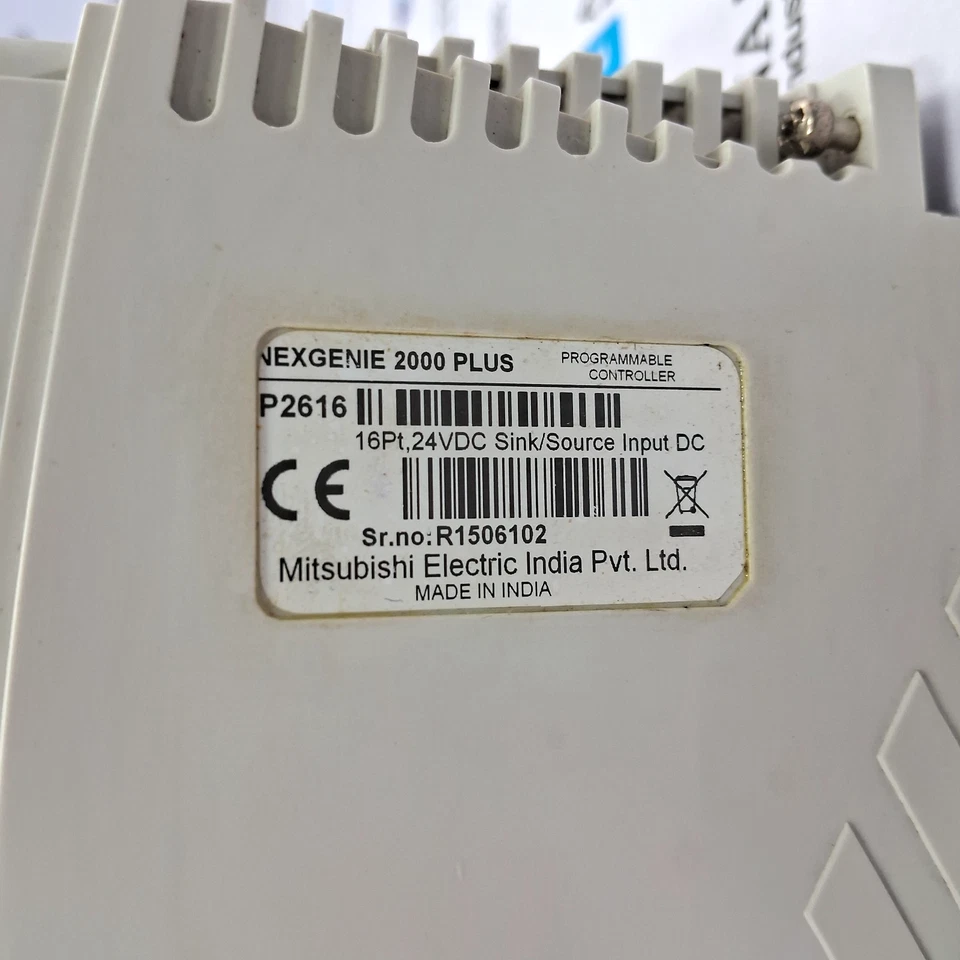 NEXGENIE 2000 PLUS
PROGRAMMABLE
CONTROLLER
P2616
16Pt,24VDC Sink/Source Input DC
CE
Sr.no:R1506102
Mitsubishi Electric India Pvt. Ltd.
MADE IN INDIA